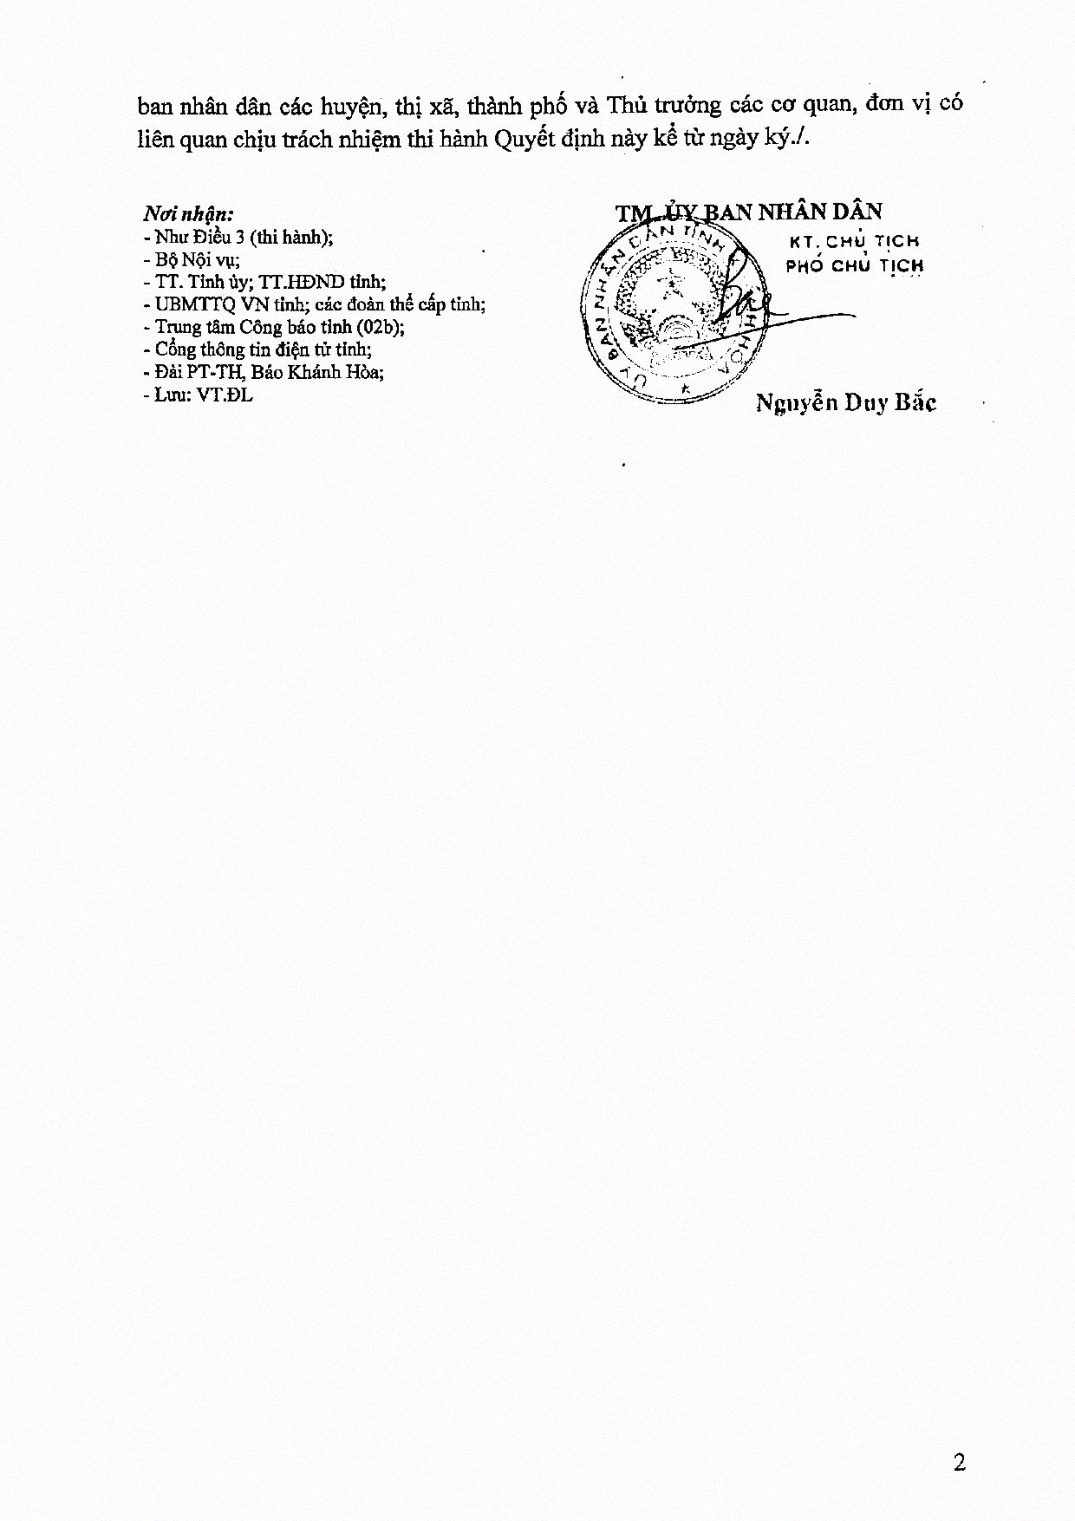 ban nhân dân các huyện, thị xã, thành phố và Thủ trưởng các cơ quan, đơn vị có
liên quan chịu trách nhiệm thi hành Quyết định này kể từ ngày ký./.
Nơi nhận:
- Như Điều 3 (thi hành);
- Bộ Nội vụ;
- TT. Tỉnh ủy; TT.HĐND tỉnh;
- UBMTTQ VN tỉnh; các đoàn thể cấp tỉnh;
- Trung tâm Công báo tỉnh (02b);
- Cổng thông tin điện tử tỉnh;
- Đài PT-TH, Báo Khánh Hòa;
- Lưu: VT.ĐL
TM. ỦY BAN NHÂN DÂN
KT. CHỦ TỊCH
PHÓ CHỦ TỊCH
ỦY BAN NHÂN DÂN TỈNH HÒA
Nguyễn Duy Bắc
2